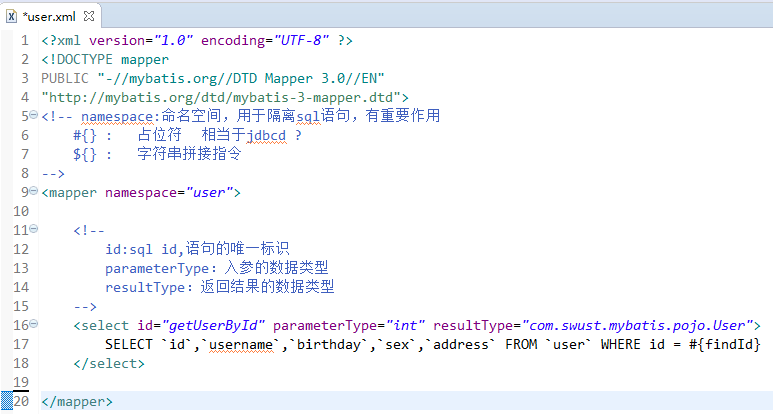 *user.xml
1 <?xml version="1.0" encoding="UTF-8" ?>
2 <!DOCTYPE mapper
3 PUBLIC "-//mybatis.org//DTD Mapper 3.0//EN"
4 "http://mybatis.org/dtd/mybatis-3-mapper.dtd">
5 <!-- namespace:命名空间，用于隔离sql语句，有重要作用
6     #{} :   占位符   相当于jdbcd ?
7     ${} :   字符串拼接指令
8 -->
9 <mapper namespace="user">
10
11     <!--
12         id:sql id,语句的唯一标识
13         parameterType：入参的数据类型
14         resultType：返回结果的数据类型
15     -->
16     <select id="getUserById" parameterType="int" resultType="com.swust.mybatis.pojo.User">
17         SELECT `id`,`username`,`birthday`,`sex`,`address` FROM `user` WHERE id = #{findId}
18     </select>
19
20 </mapper>